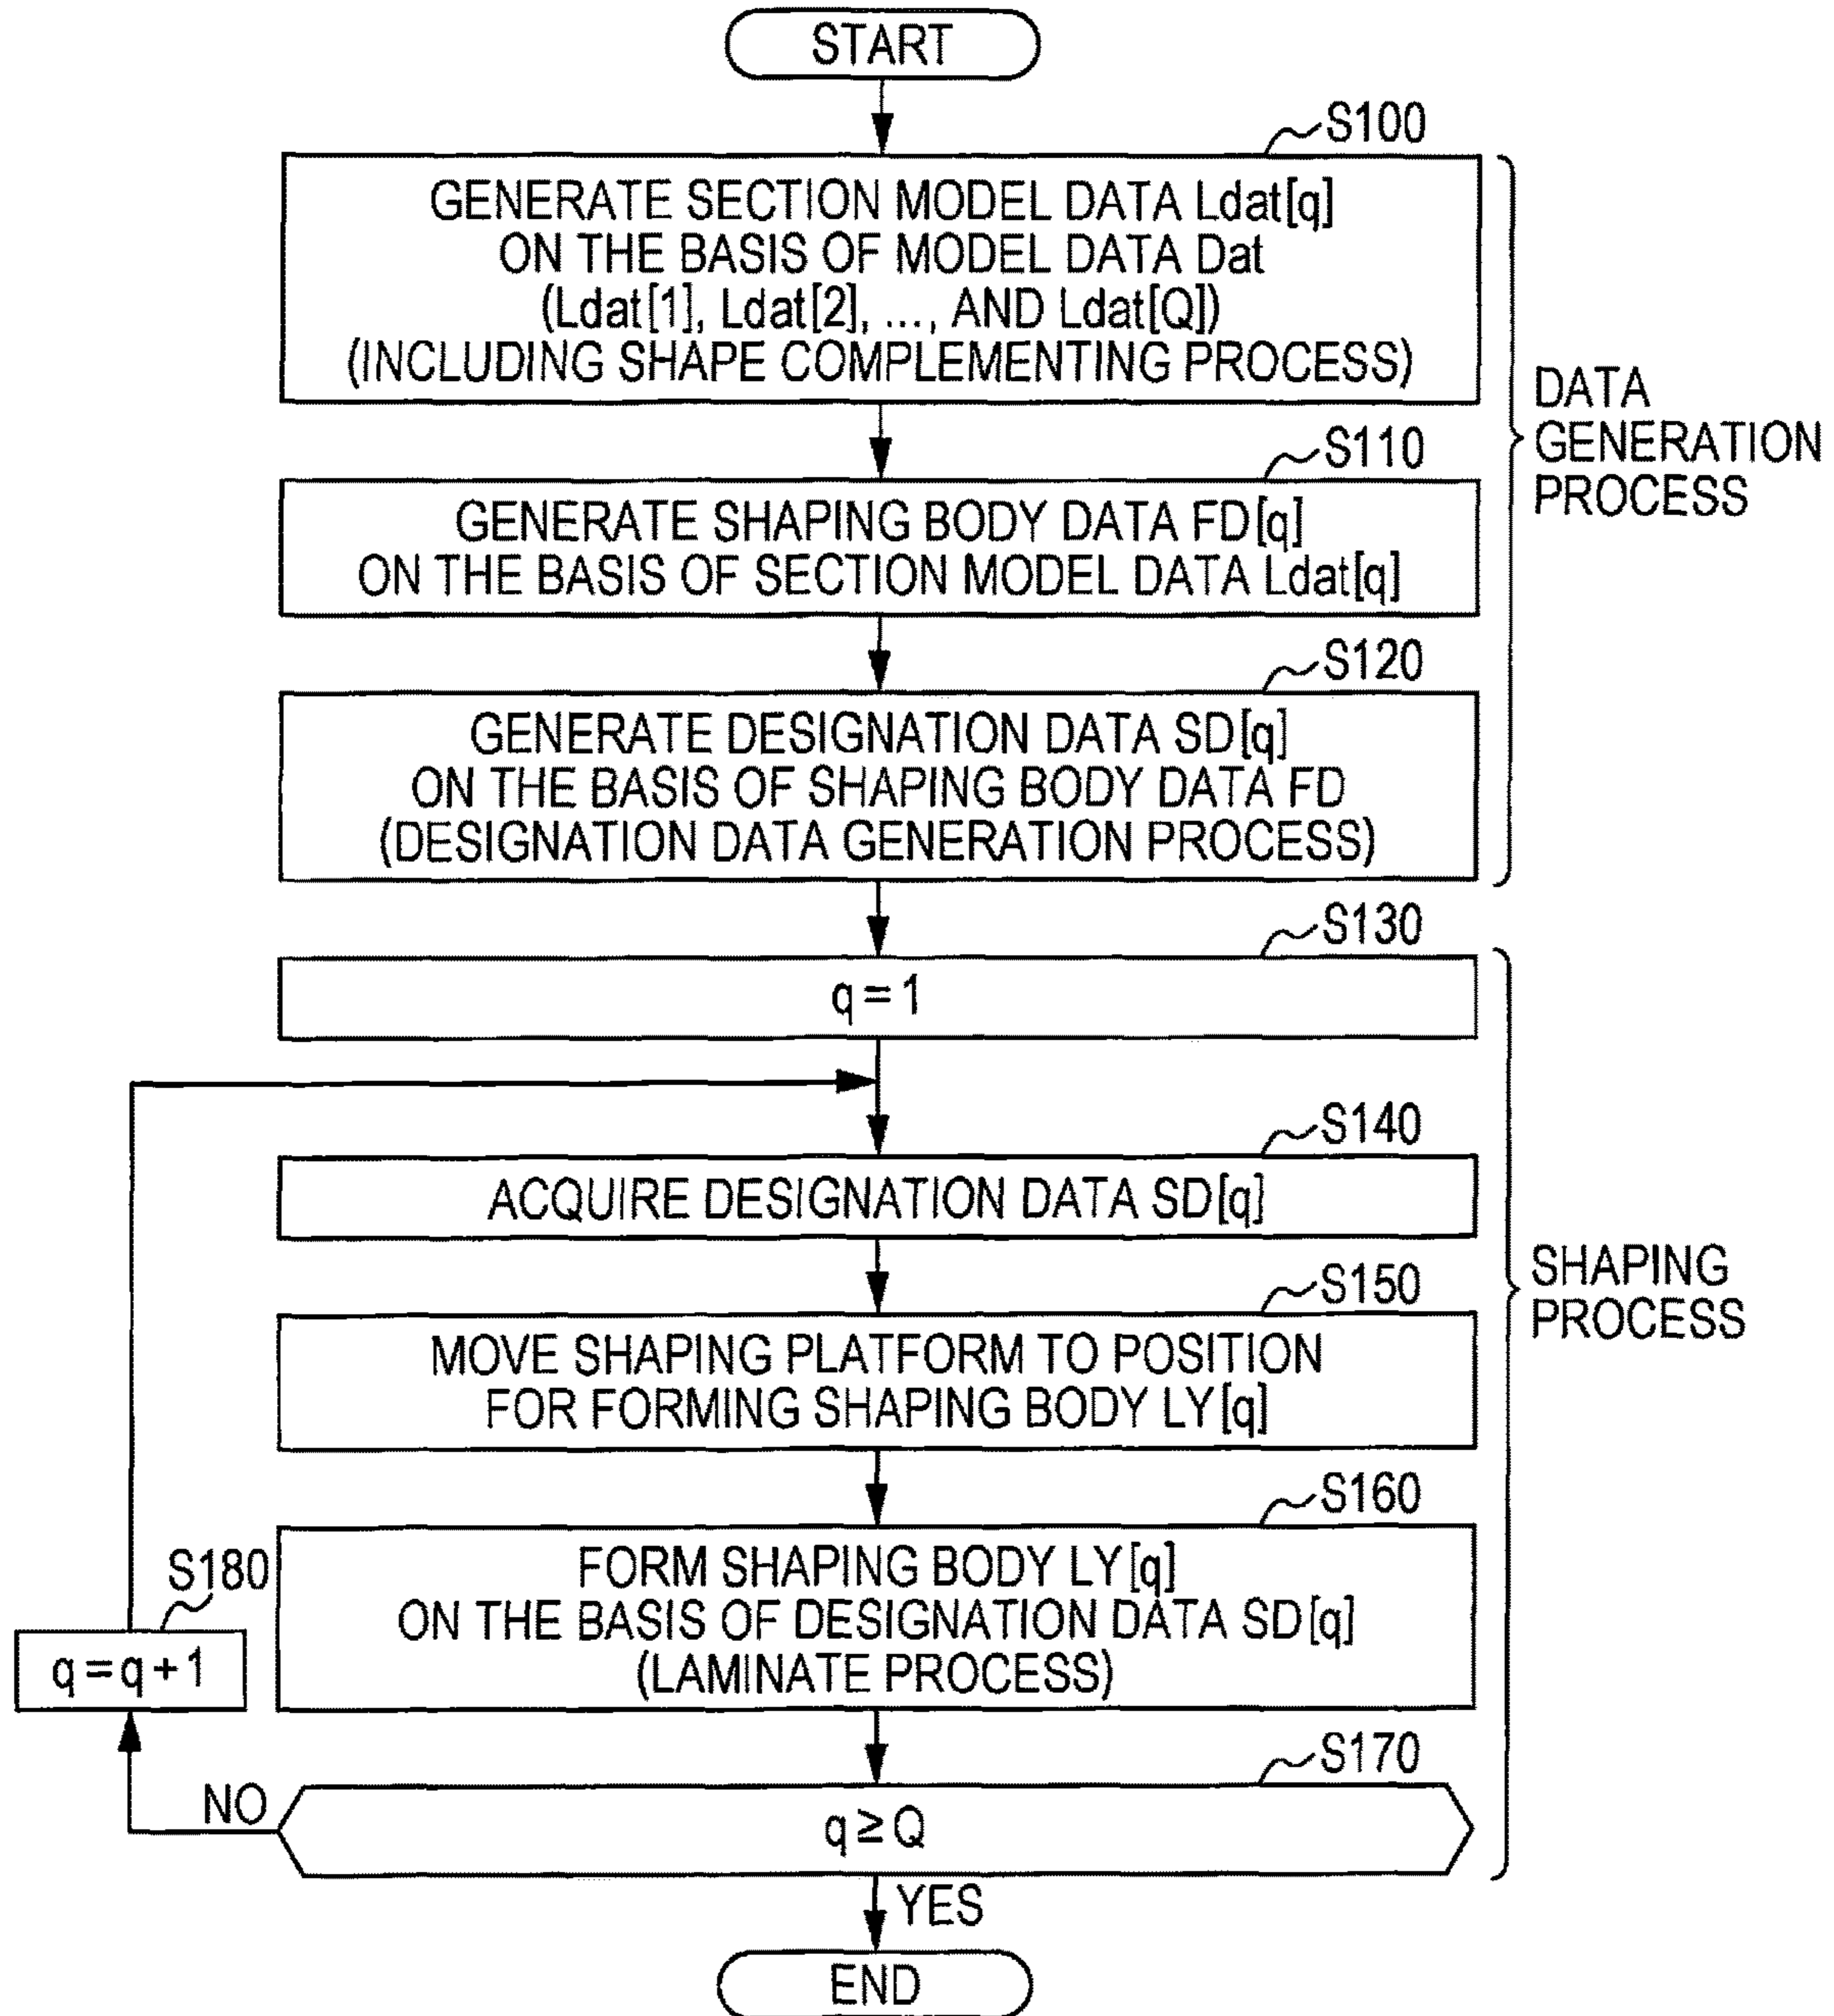 START
S100
GENERATE SECTION MODEL DATA Ldat[q]
ON THE BASIS OF MODEL DATA Dat
(Ldat[1], Ldat[2], ..., AND Ldat[Q])
(INCLUDING SHAPE COMPLEMENTING PROCESS)
DATA
GENERATION
PROCESS
S110
GENERATE SHAPING BODY DATA FD[q]
ON THE BASIS OF SECTION MODEL DATA Ldat[q]
S120
GENERATE DESIGNATION DATA SD[q]
ON THE BASIS OF SHAPING BODY DATA FD
(DESIGNATION DATA GENERATION PROCESS)
S130
q = 1
S140
ACQUIRE DESIGNATION DATA SD[q]
SHAPING
PROCESS
S150
MOVE SHAPING PLATFORM TO POSITION
FOR FORMING SHAPING BODY LY[q]
S160
FORM SHAPING BODY LY[q]
ON THE BASIS OF DESIGNATION DATA SD[q]
(LAMINATE PROCESS)
S180
q = q + 1
S170
NO
q ≥ Q
YES
END